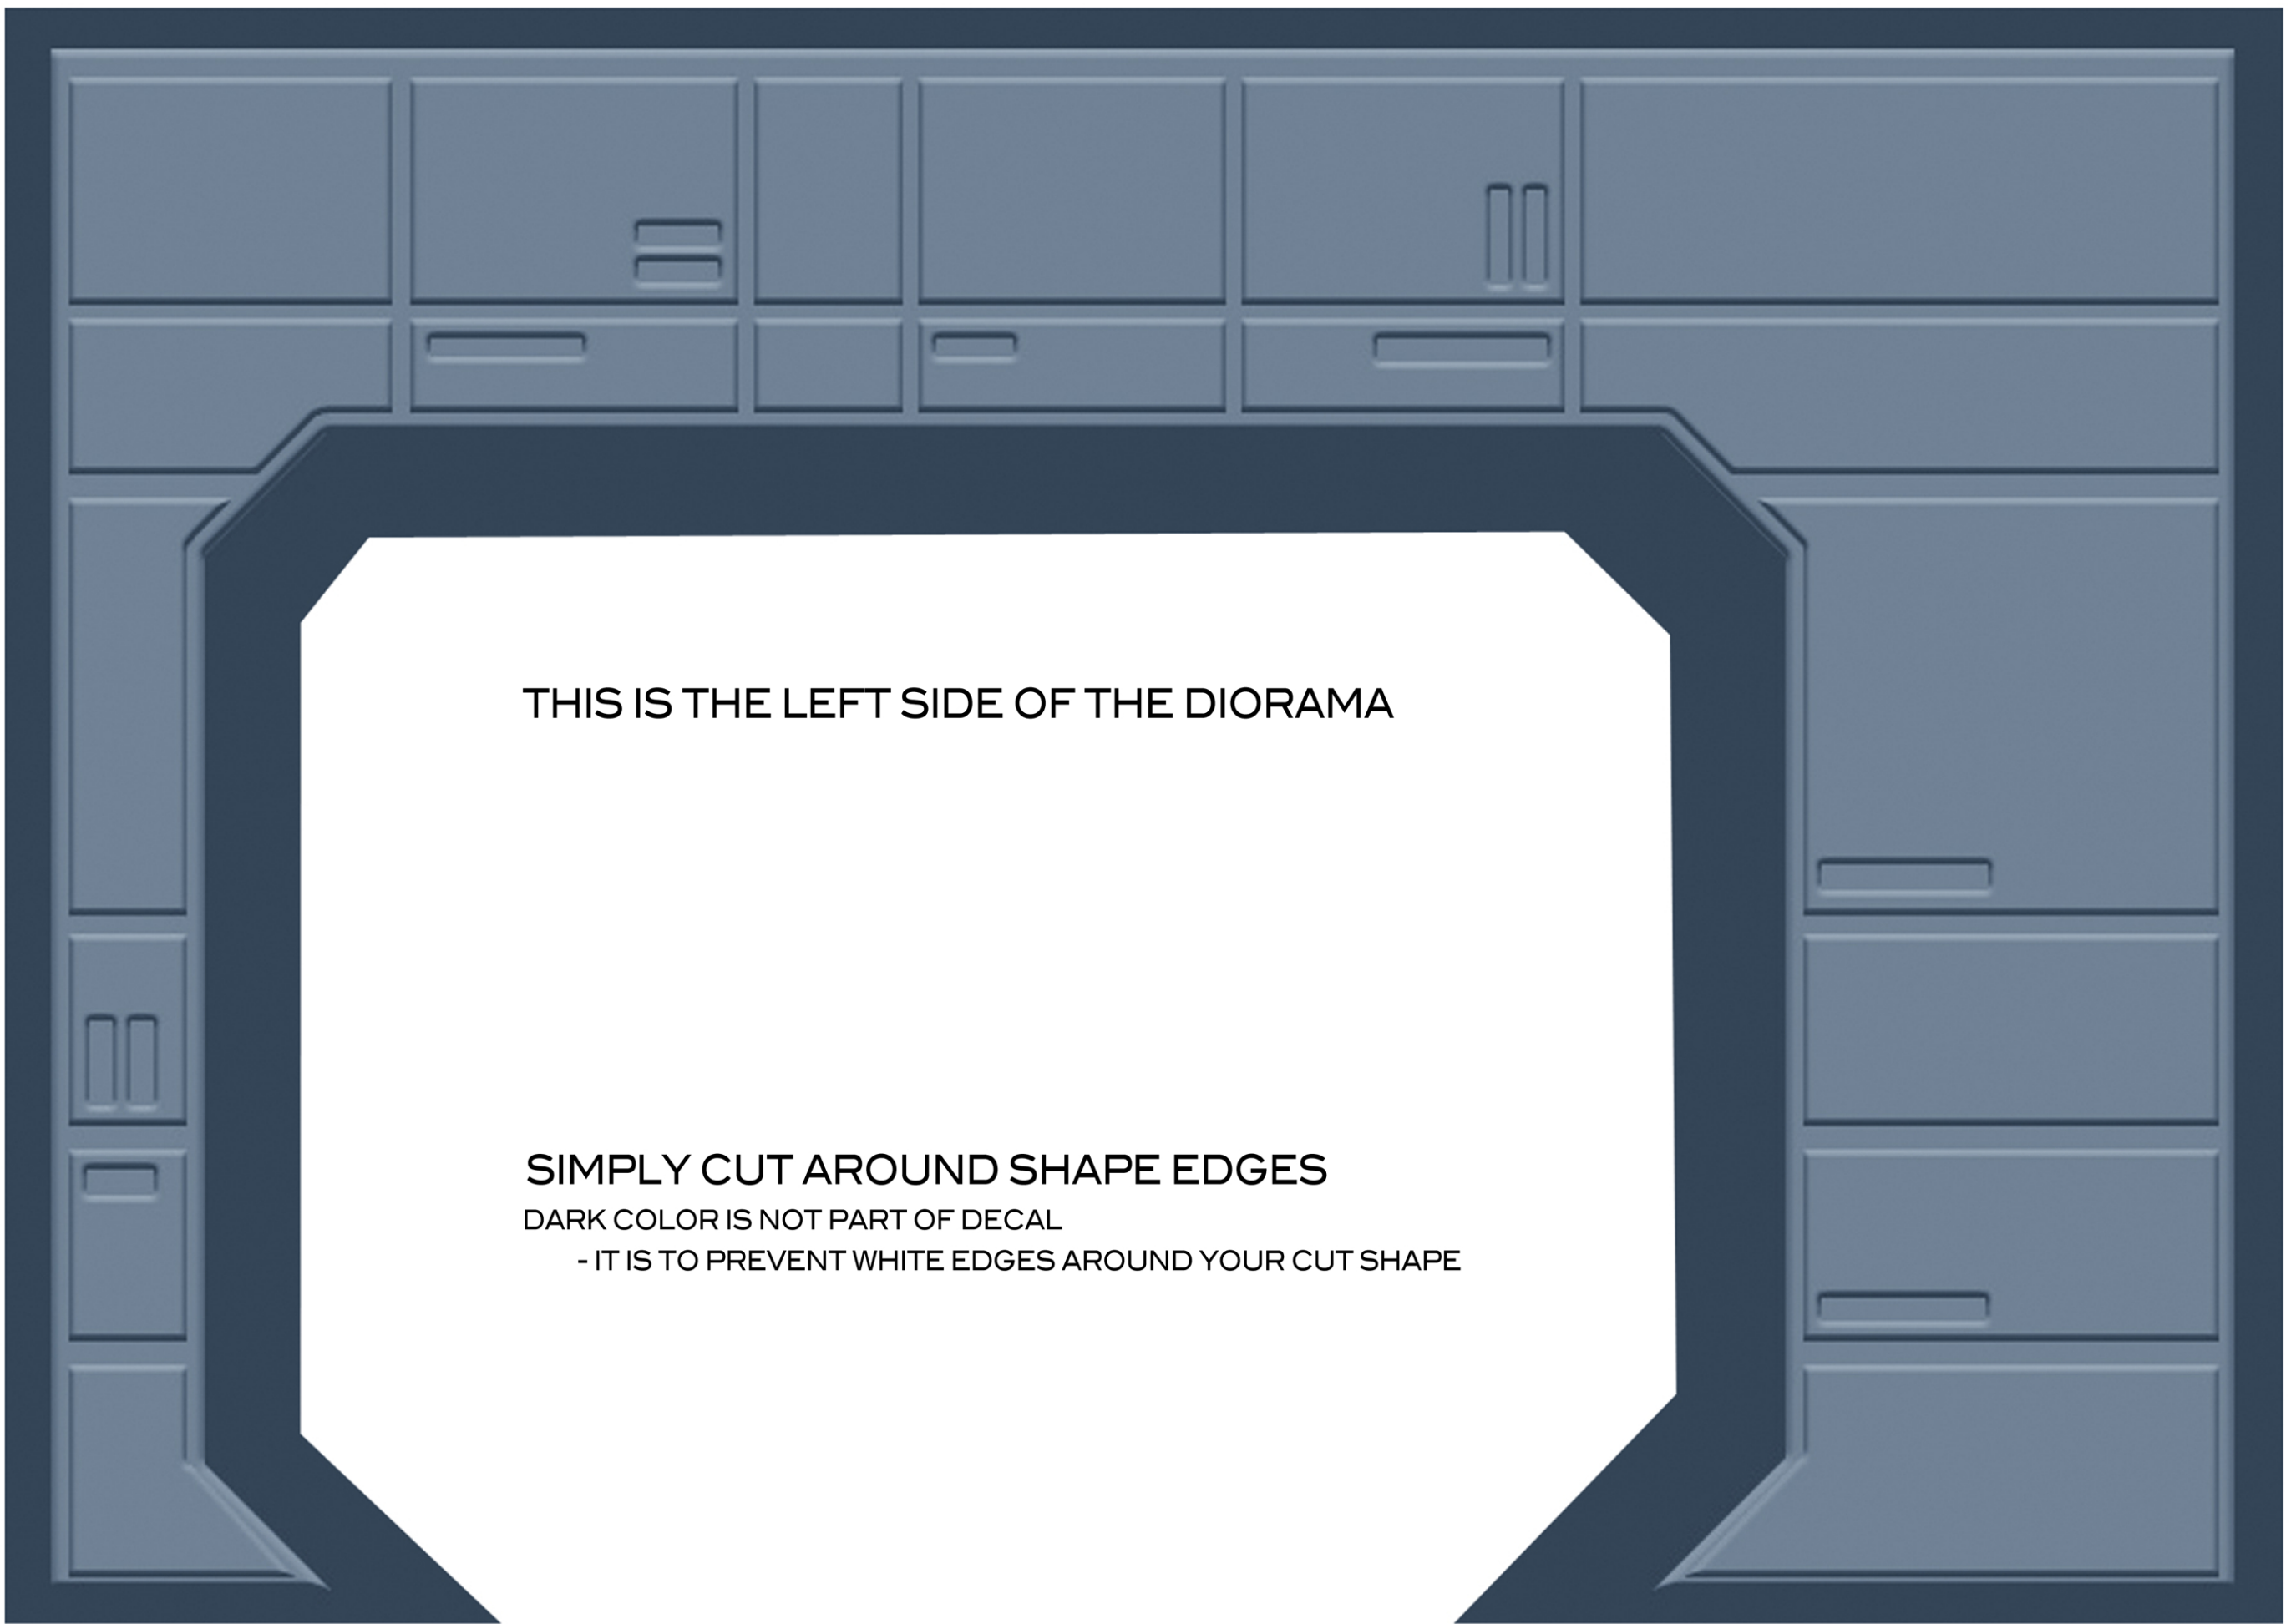 THIS IS THE LEFT SIDE OF THE DIORAMA
SIMPLY CUT AROUND SHAPE EDGES
DARK COLOR IS NOT PART OF DECAL
- IT IS TO PREVENT WHITE EDGES AROUND YOUR CUT SHAPE